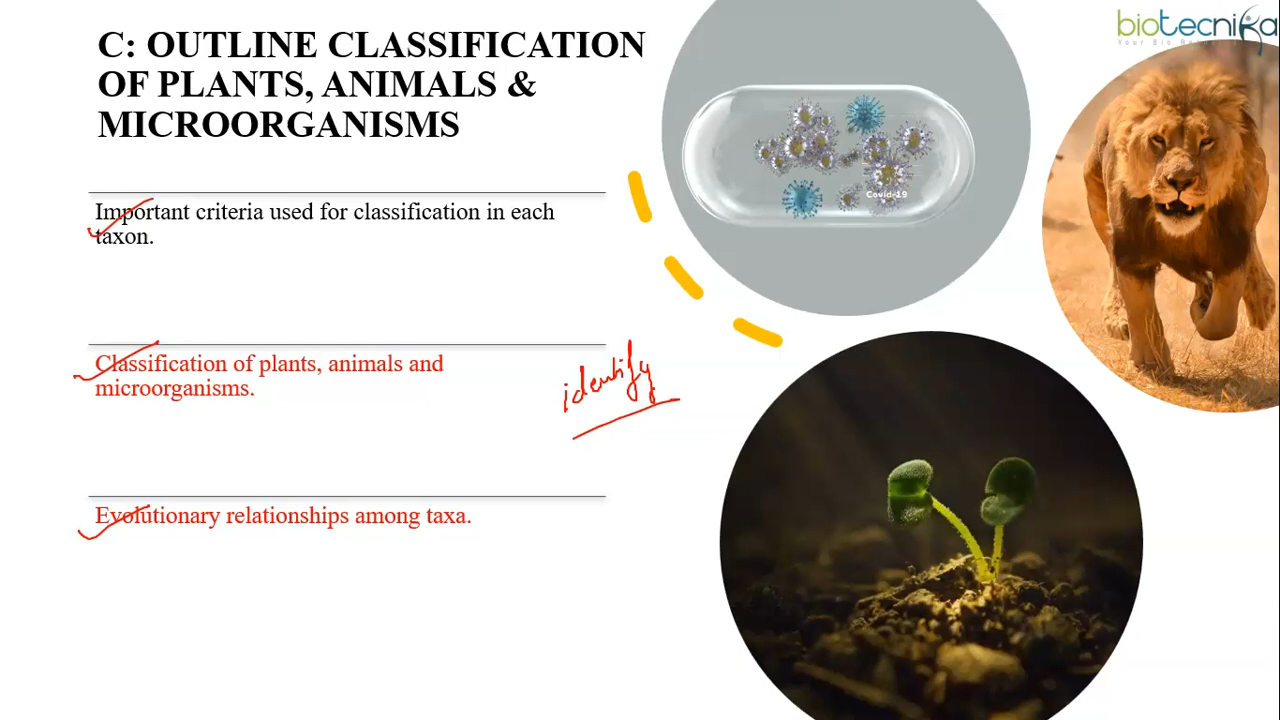 biotecnika
C: OUTLINE CLASSIFICATION
OF PLANTS, ANIMALS &
MICROORGANISMS
Covid-19
Important criteria used for classification in each
taxon.
Classification of plants, animals and
microorganisms.
identify
Evolutionary relationships among taxa.